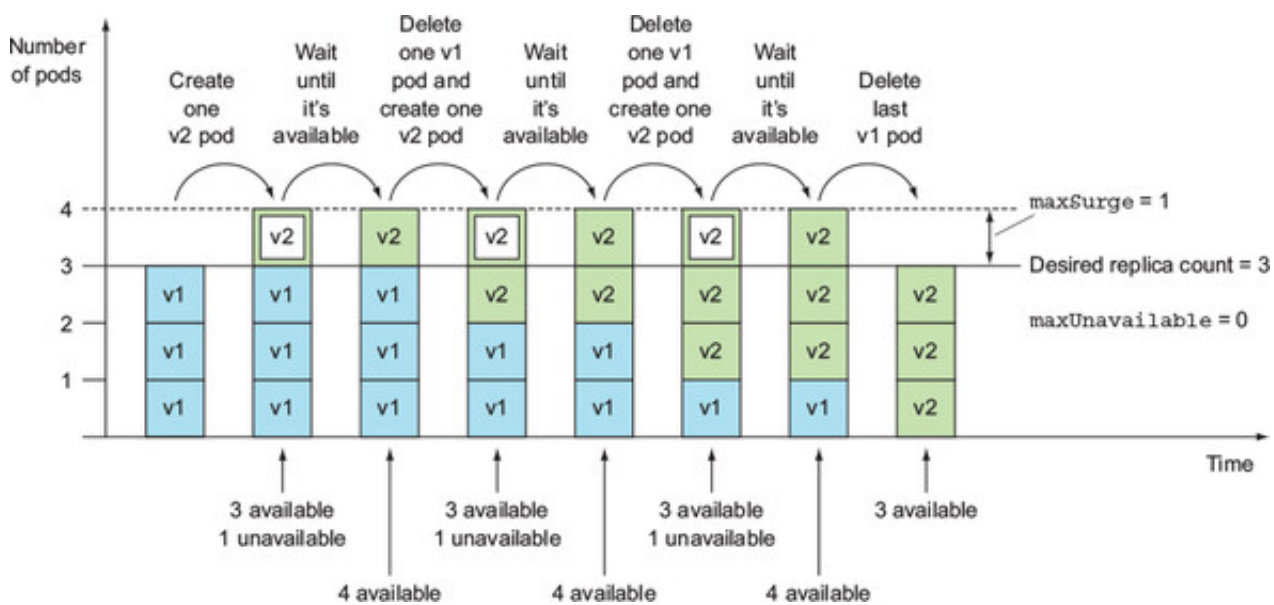 Number
of pods
Create
one
v2 pod
Wait
until
it's
available
Delete
one v1
pod and
create one
v2 pod
Wait
until
it's
available
Delete
one v1
pod and
create one
v2 pod
Wait
until
it's
available
Delete
last
v1 pod
4
3
2
1
v2 v2 v2 v2 v2 v2
v1 v1 v1 v2 v2 v2 v2 v2
v1 v1 v1 v1 v1 v2 v2 v2
v1 v1 v1 v1 v1 v1 v1 v2
maxSurge = 1
Desired replica count = 3
maxUnavailable = 0
Time
3 available
1 unavailable
3 available
1 unavailable
3 available
1 unavailable
3 available
4 available
4 available
4 available